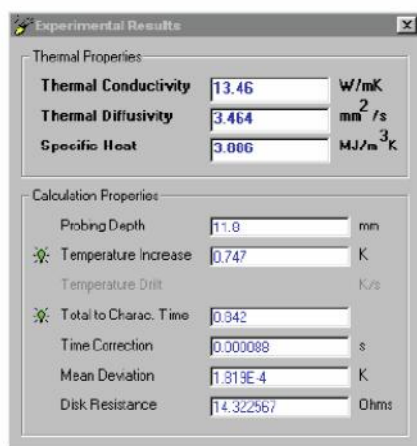 Experimental Results
Thermal Properties
Thermal Conductivity 13.46 W/mK
Thermal Diffusivity 3.464 mm²/s
Specific Heat 3.886 MJ/m³K
Calculation Properties
Probing Depth 11.8 mm
Temperature Increase 0.747 K
Temperature Drift K/s
Total to Charac. Time 0.842
Time Correction 0.000088 s
Mean Deviation 1.819E-4 K
Disk Resistance 14.322567 Ohms